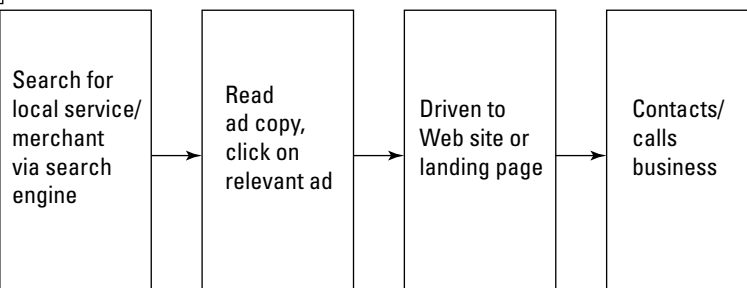 Search for
local service/
merchant
via search
engine
Read
ad copy,
click on
relevant ad
Driven to
Web site or
landing page
Contacts/
calls
business